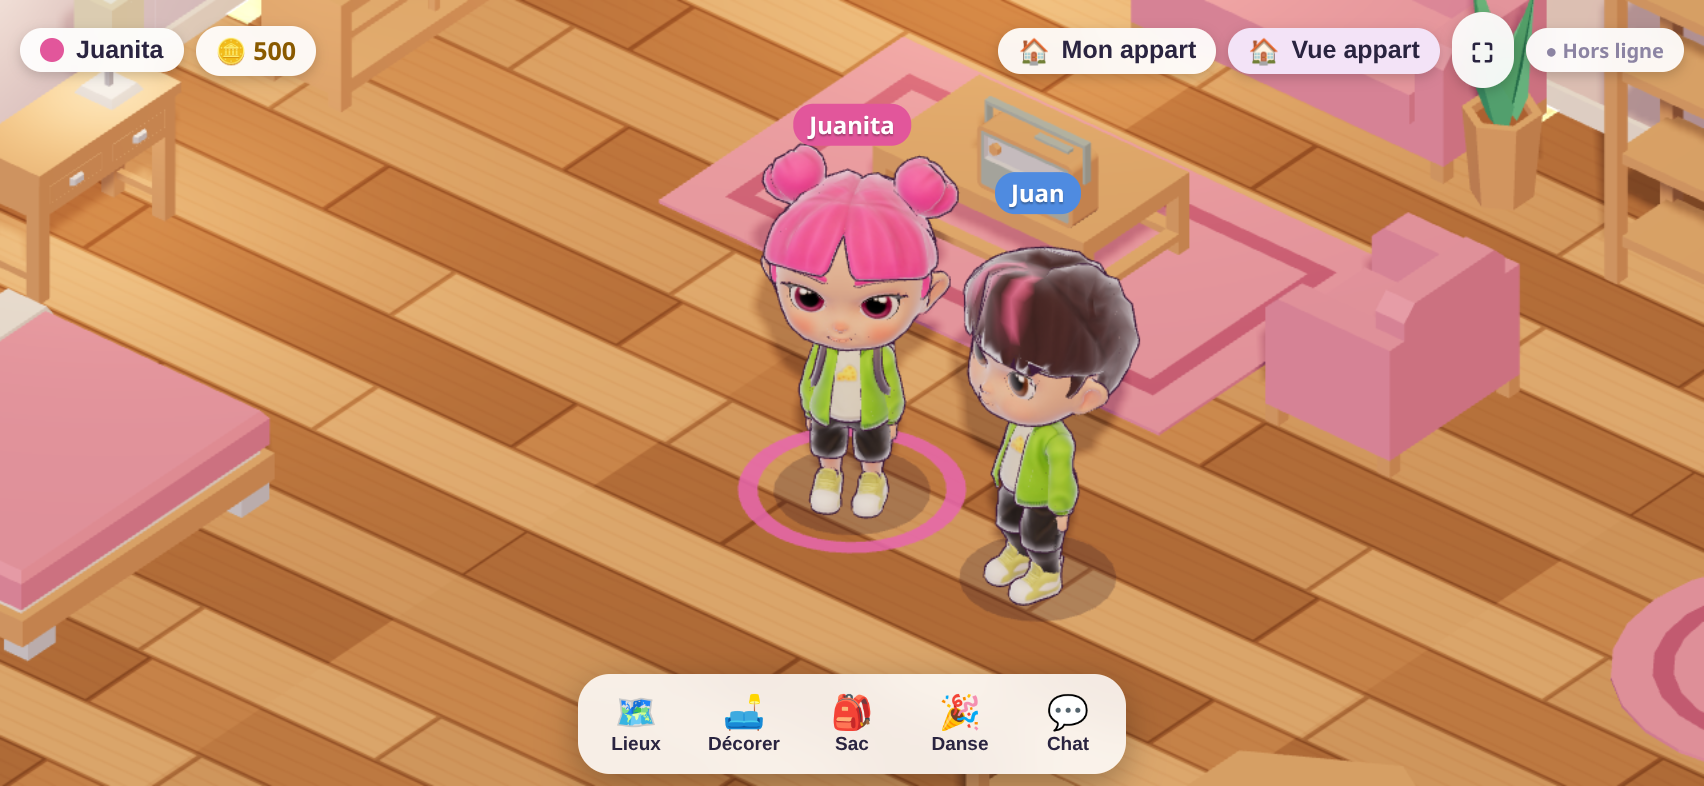 Juanita
500
Mon appart
Vue appart
Hors ligne
Juanita
Juan
Lieux
Décorer
Sac
Danse
Chat